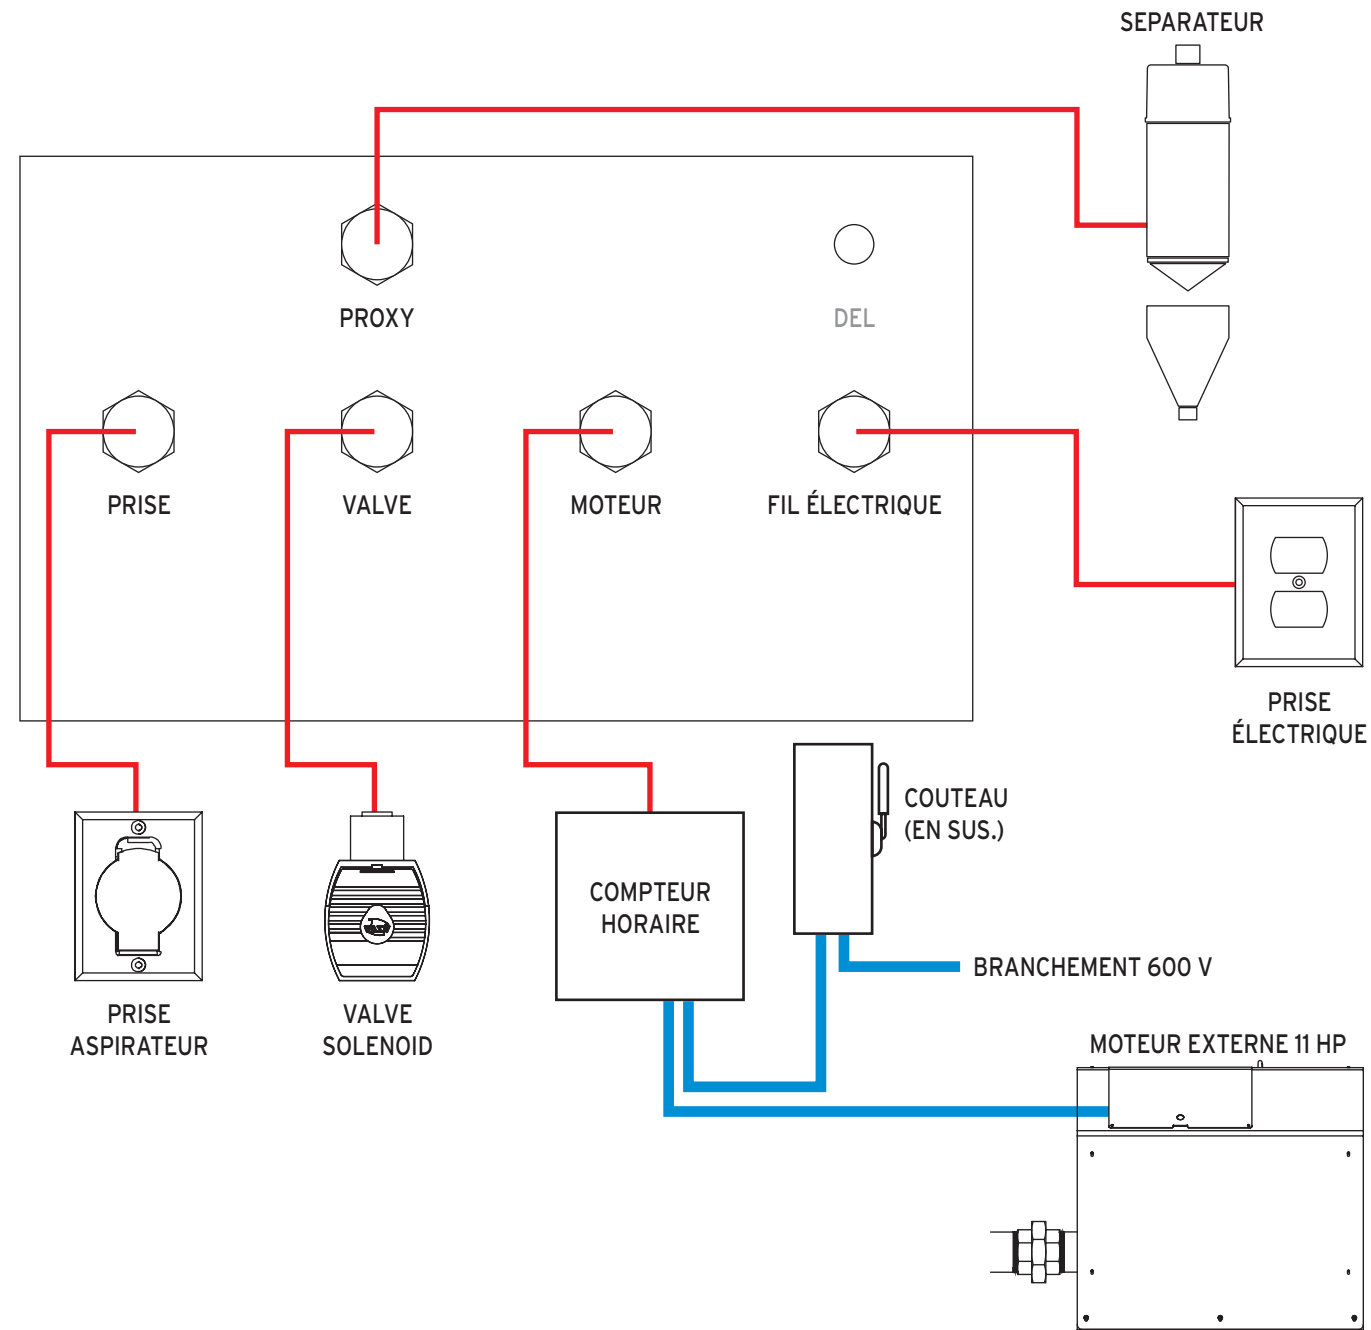 SEPARATEUR
PROXY
DEL
PRISE
VALVE
MOTEUR
FIL ÉLECTRIQUE
PRISE
ÉLECTRIQUE
COUTEAU
(EN SUS.)
COMPTEUR
HORAIRE
BRANCHEMENT 600 V
PRISE
ASPIRATEUR
VALVE
SOLENOID
MOTEUR EXTERNE 11 HP